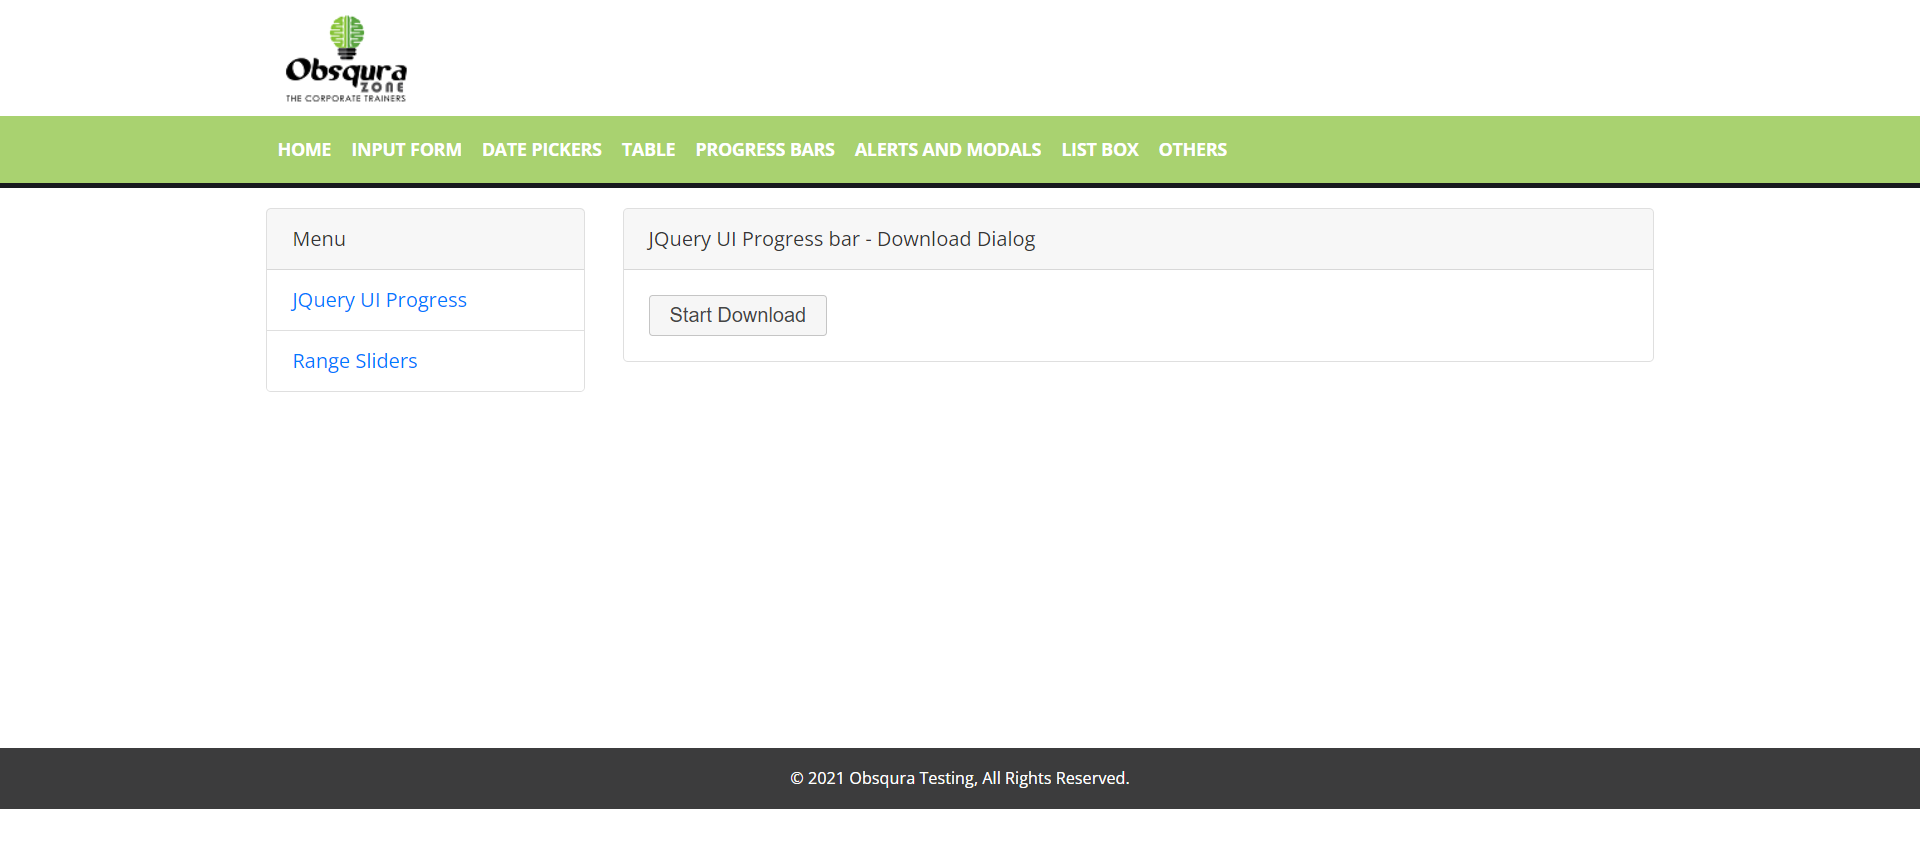 Obsqura
ZONE
THE CORPORATE TRAINERS
HOME INPUT FORM DATE PICKERS TABLE PROGRESS BARS ALERTS AND MODALS LIST BOX OTHERS
Menu
JQuery UI Progress
Range Sliders
JQuery UI Progress bar - Download Dialog
Start Download
© 2021 Obsqura Testing, All Rights Reserved.